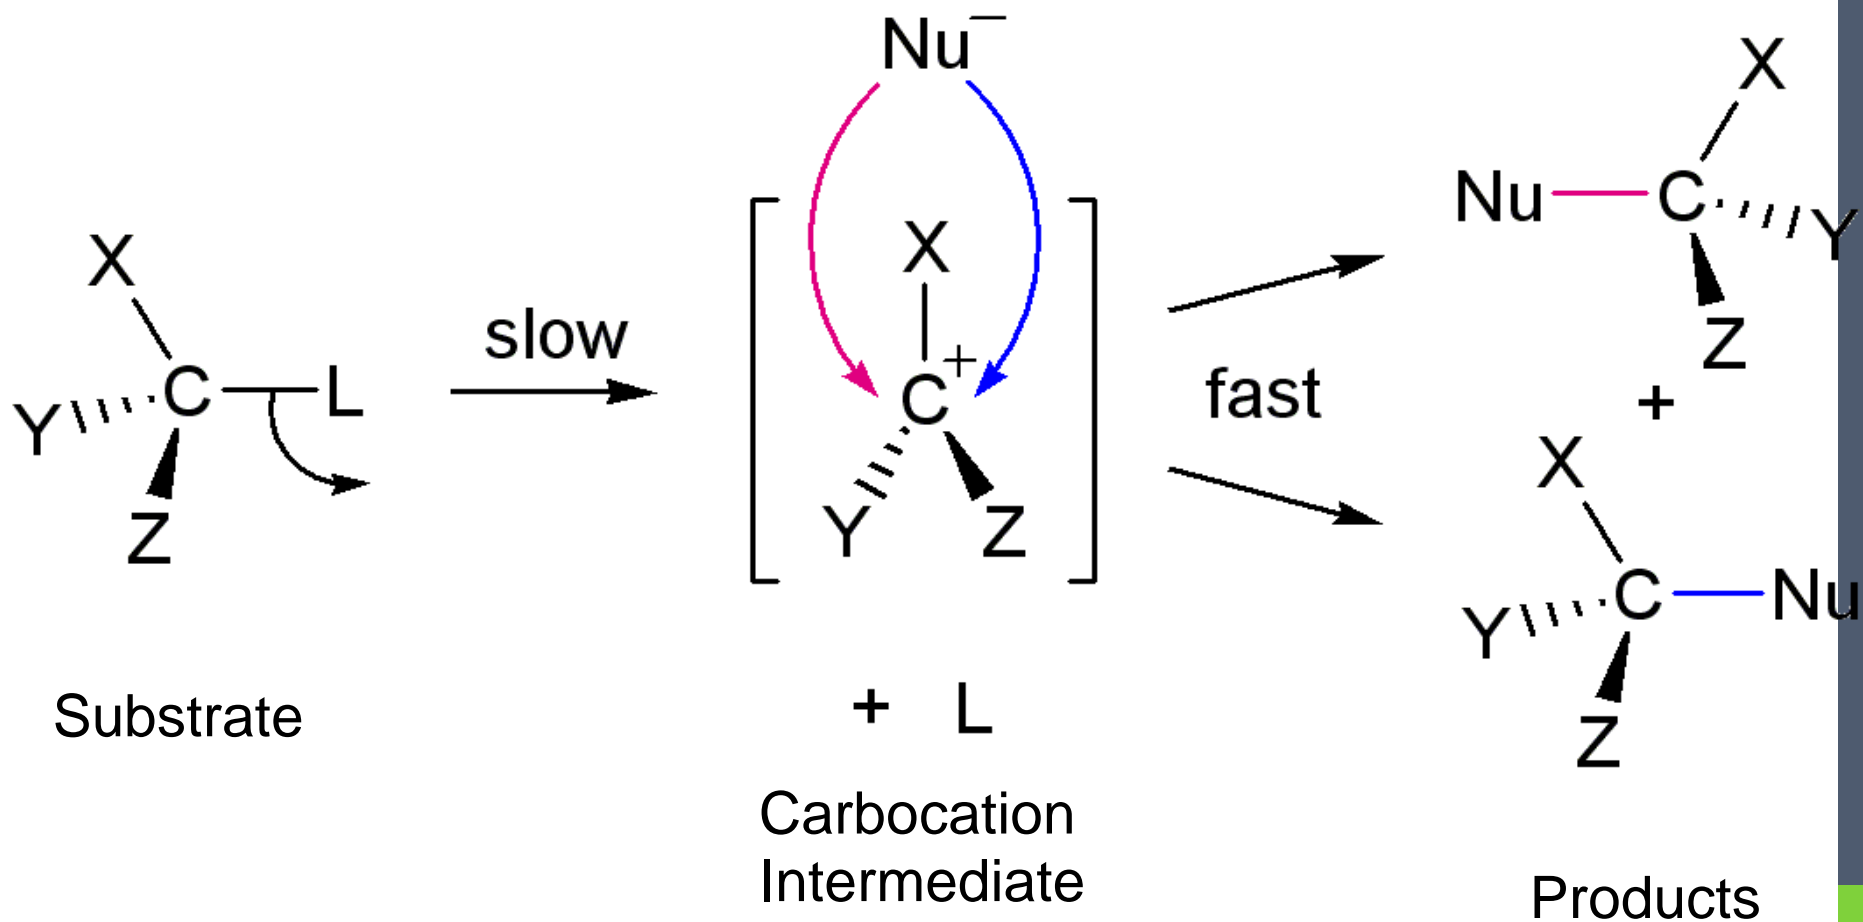 Nu⁻
X
Nu C Y
Z
X
Y C L
Z
slow
X
C⁺
Y Z
fast
+
X
Y C Nu
Z
Substrate
+ L
Carbocation
Intermediate
Products